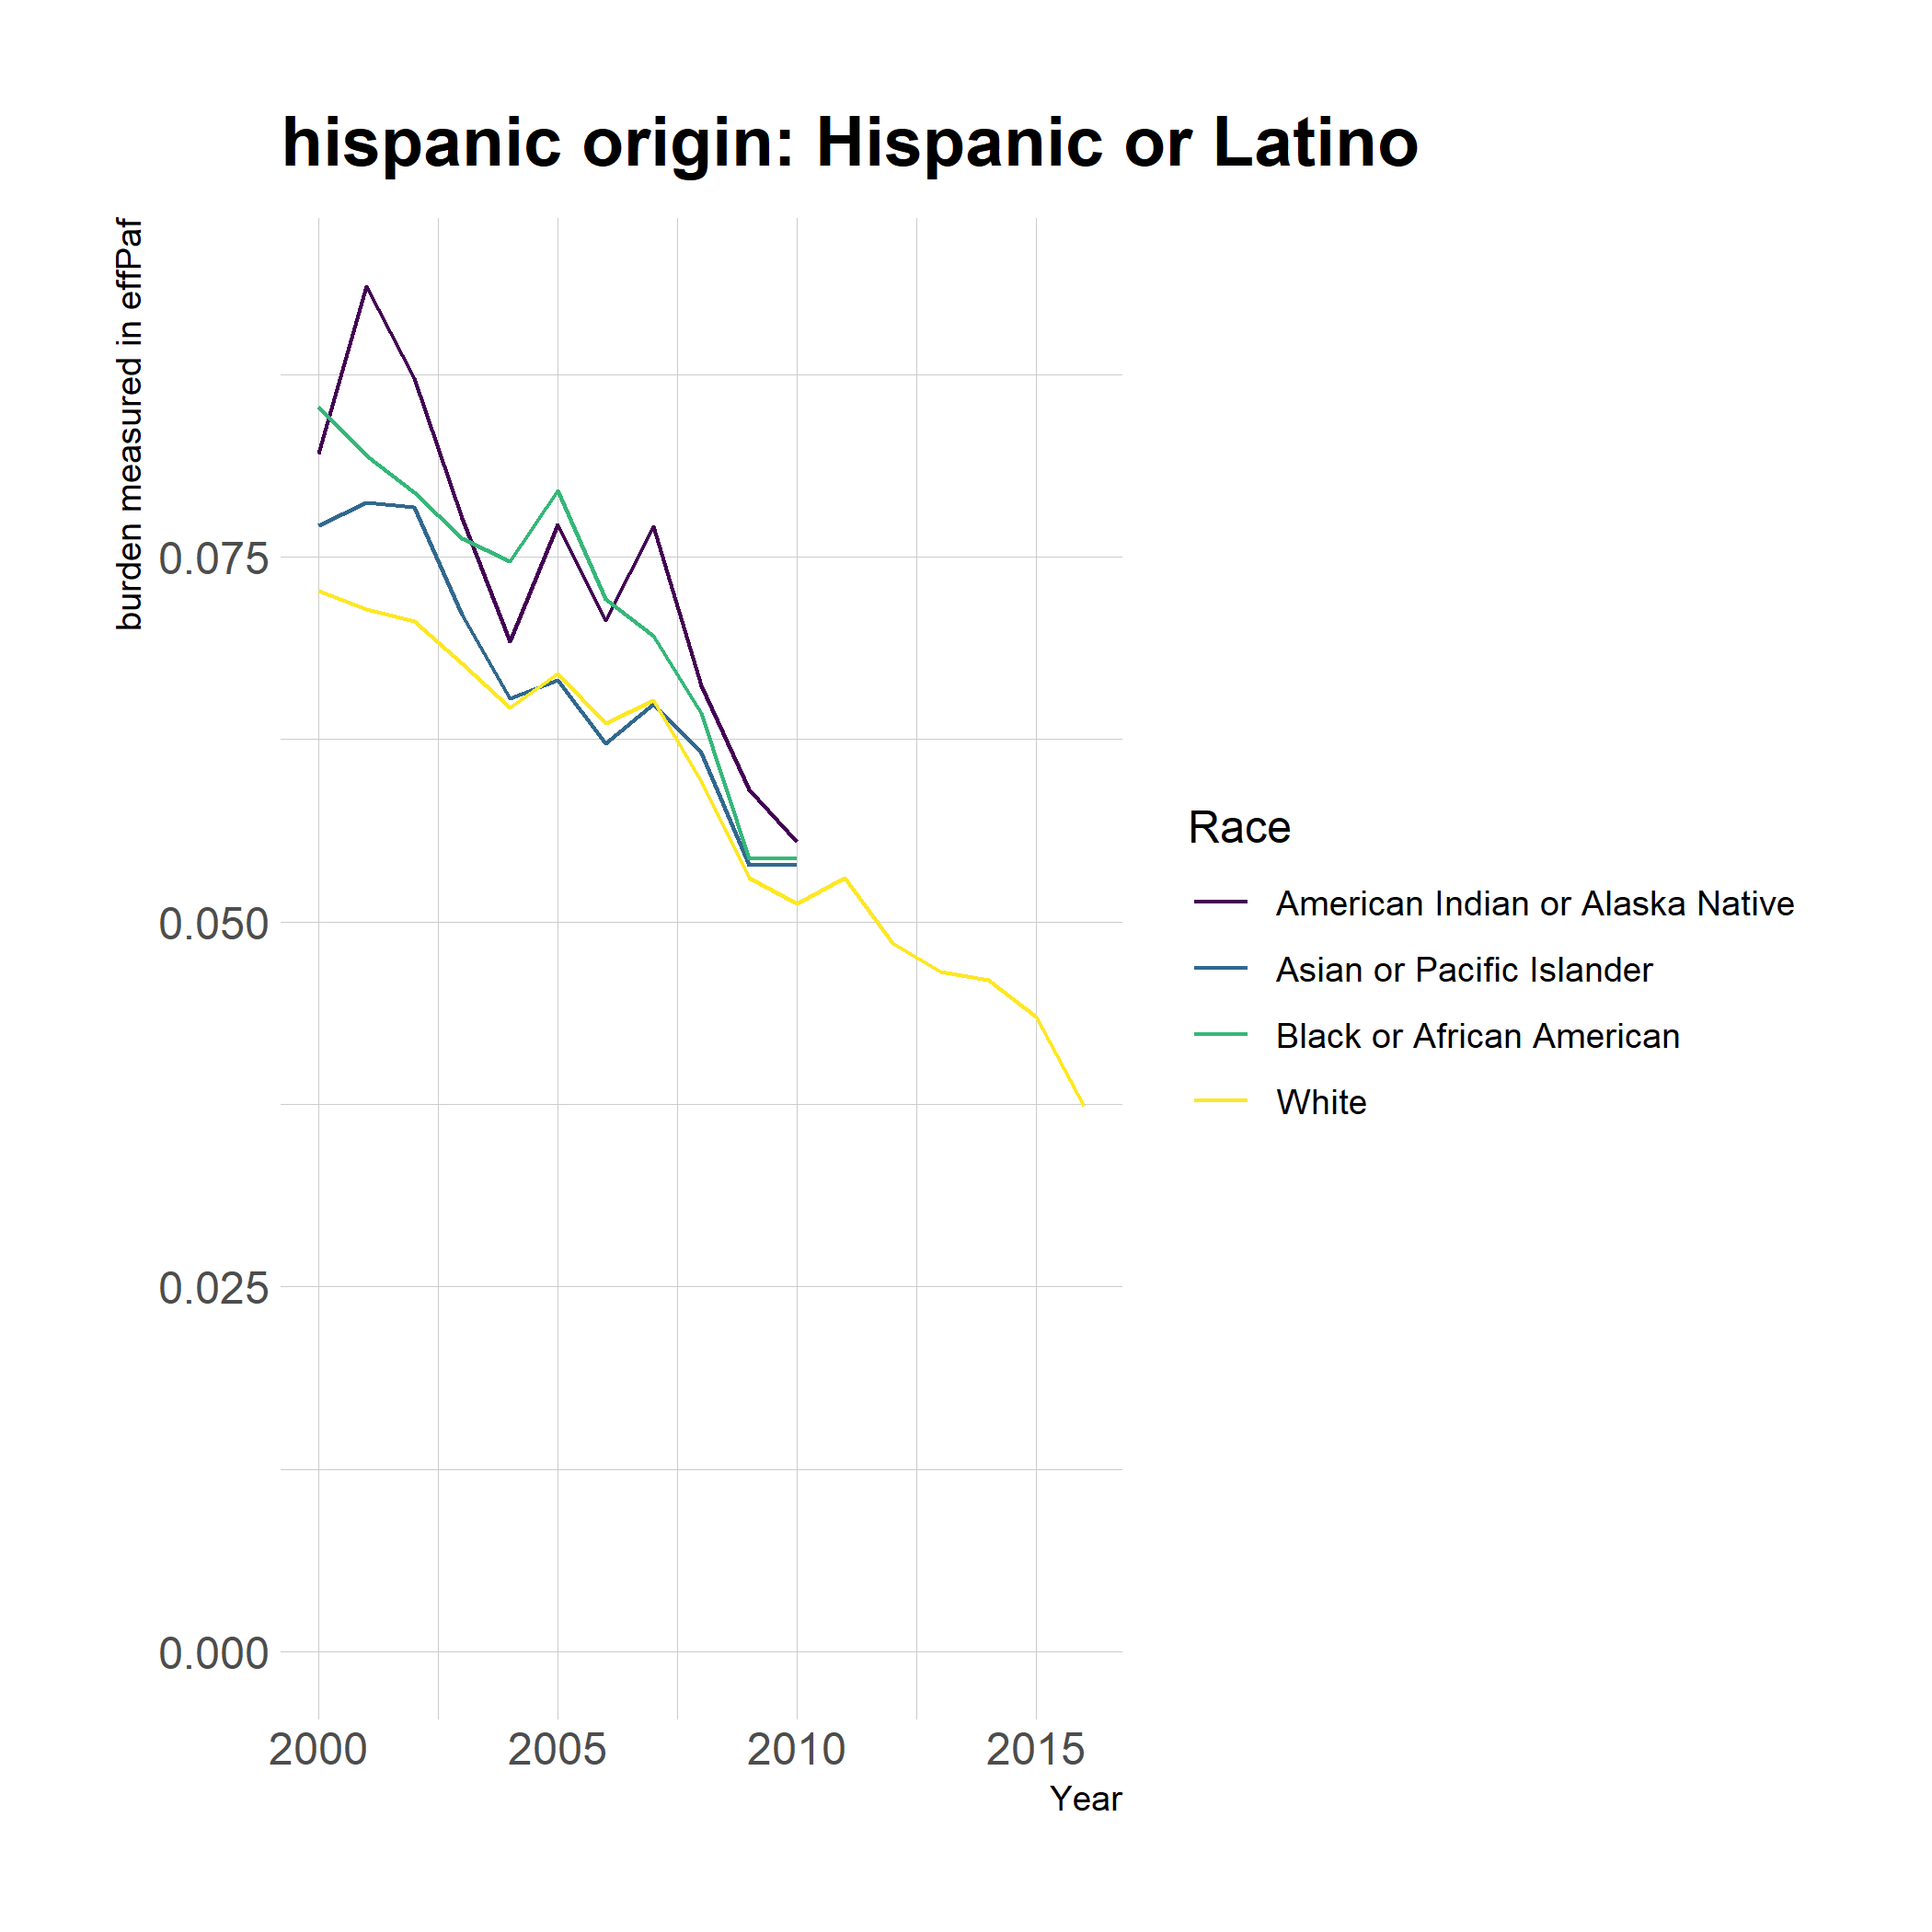 hispanic origin: Hispanic or Latino
burden measured in effPaf
0.075
0.050
0.025
0.000
2000 2005 2010 2015
Year
Race
American Indian or Alaska Native
Asian or Pacific Islander
Black or African American
White